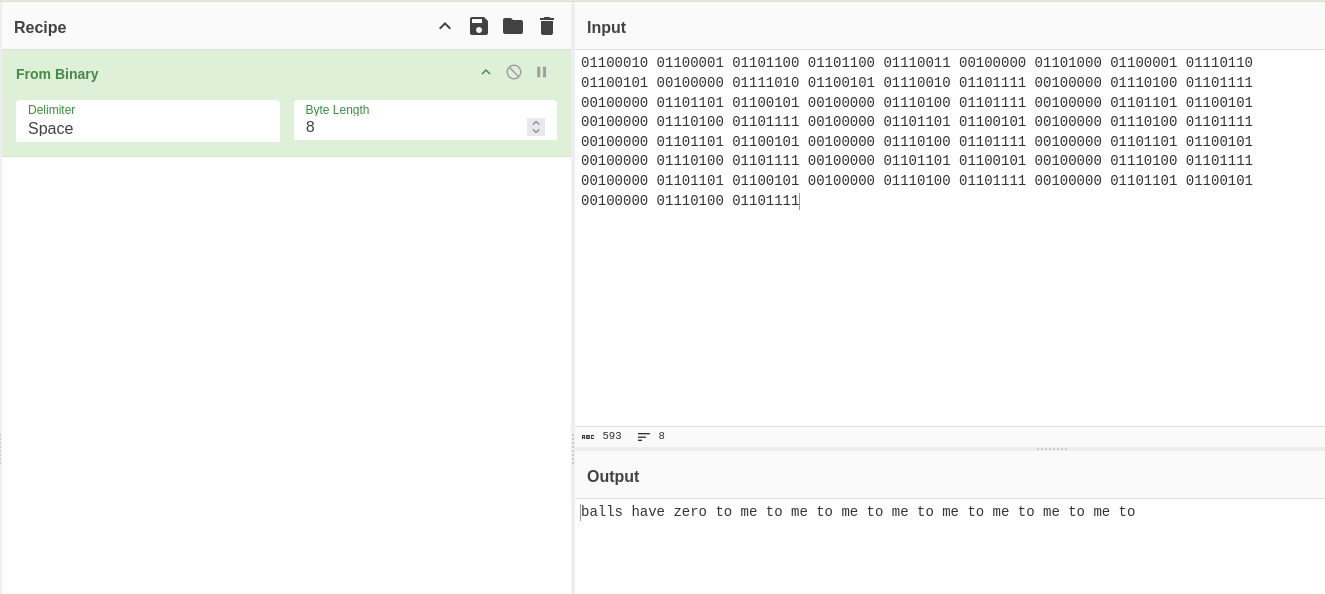 Recipe
Input
From Binary
Delimiter
Space
Byte Length
8
01100010 01100001 01101100 01101100 01110011 00100000 01101000 01100001 01110110
01100101 00100000 01111010 01100101 01110010 01101111 00100000 01110100 01101111
00100000 01101101 01100101 00100000 01110100 01101111 00100000 01101101 01100101
00100000 01110100 01101111 00100000 01101101 01100101 00100000 01110100 01101111
00100000 01101101 01100101 00100000 01110100 01101111 00100000 01101101 01100101
00100000 01110100 01101111 00100000 01101101 01100101 00100000 01110100 01101111
00100000 01101101 01100101 00100000 01110100 01101111 00100000 01101101 01100101
00100000 01110100 01101111
ABC 593 8
Output
balls have zero to me to me to me to me to me to me to me to me to